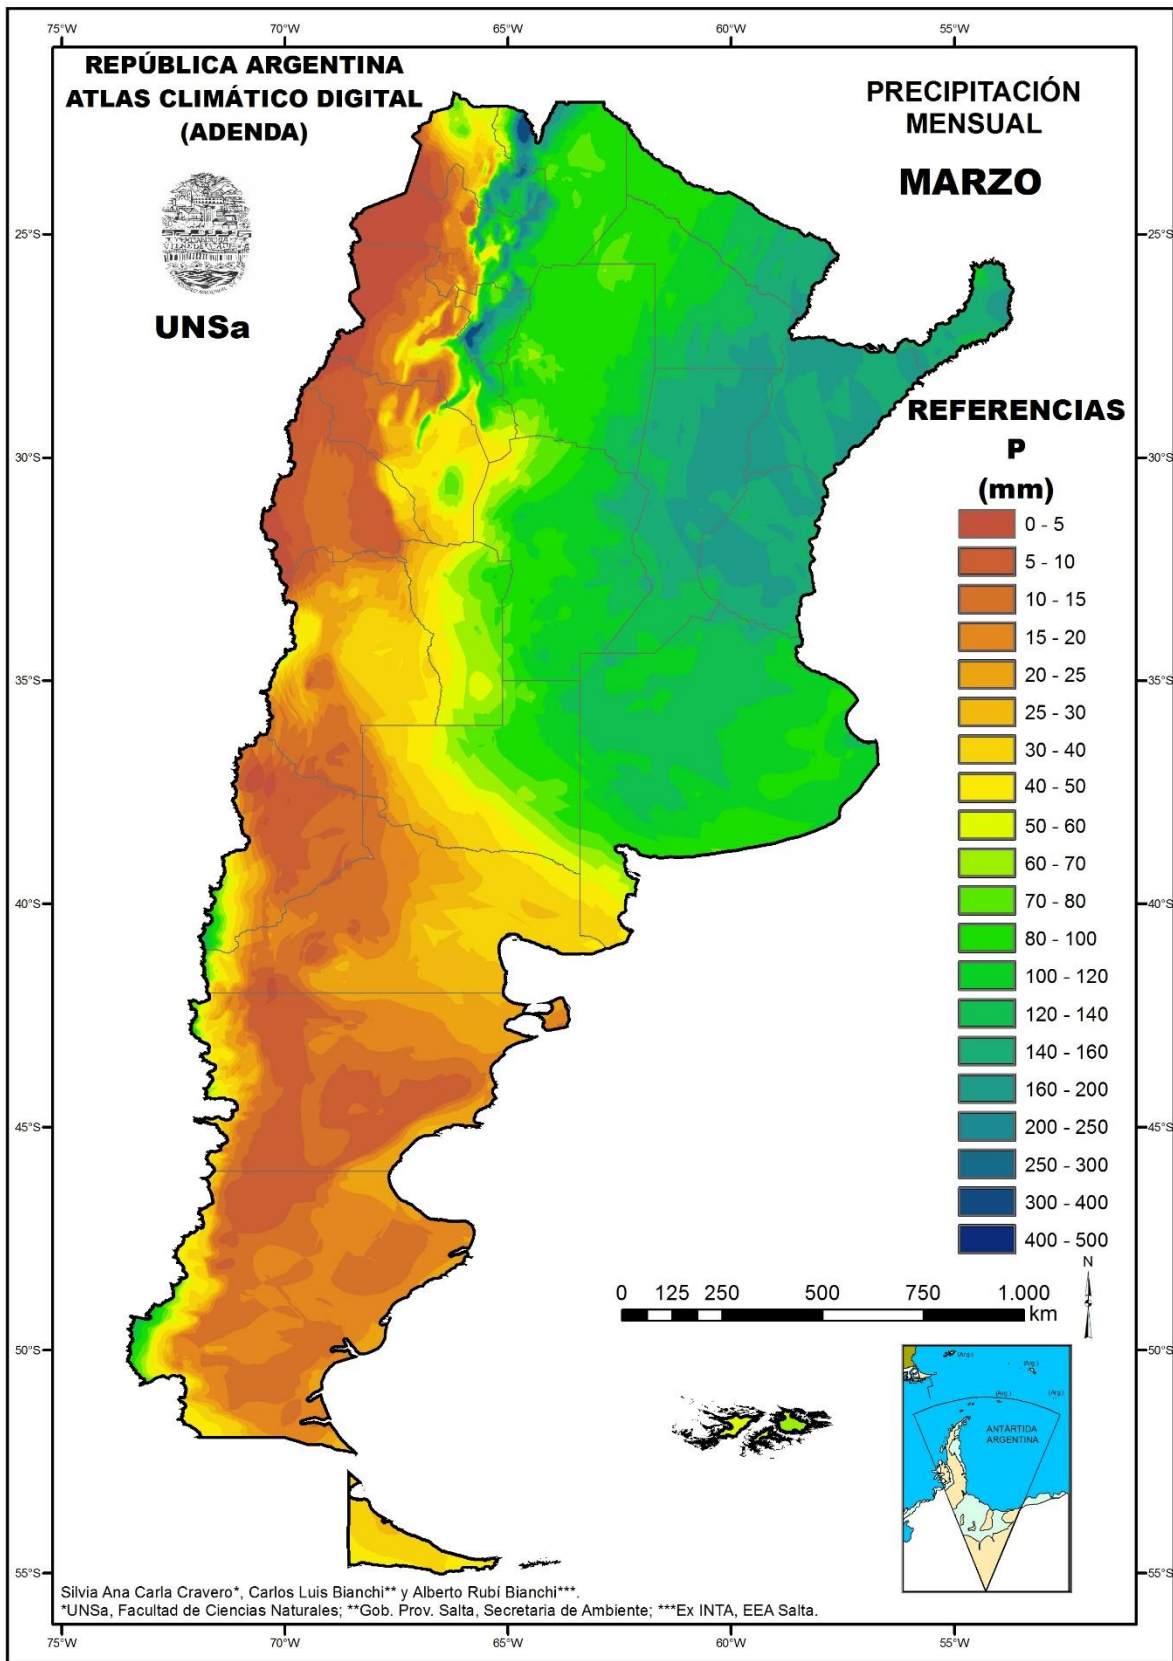 75°W 70°W 65°W 60°W 55°W
REPÚBLICA ARGENTINA
ATLAS CLIMÁTICO DIGITAL
(ADENDA)
UNSa
PRECIPITACIÓN
MENSUAL
MARZO
25°S 25°S
30°S 30°S
35°S 35°S
40°S 40°S
45°S 45°S
50°S 50°S
55°S 55°S
REFERENCIAS
P
(mm)
0 - 5
5 - 10
10 - 15
15 - 20
20 - 25
25 - 30
30 - 40
40 - 50
50 - 60
60 - 70
70 - 80
80 - 100
100 - 120
120 - 140
140 - 160
160 - 200
200 - 250
250 - 300
300 - 400
400 - 500
N
0 125 250 500 750 1.000
km
(Arg.) (Arg.)
(Arg.) (Arg.)
ANTÁRTIDA
ARGENTINA
Silvia Ana Carla Cravero*, Carlos Luis Bianchi** y Alberto Rubí Bianchi***.
*UNSa, Facultad de Ciencias Naturales; **Gob. Prov. Salta, Secretaria de Ambiente; ***Ex INTA, EEA Salta.
75°W 70°W 65°W 60°W 55°W